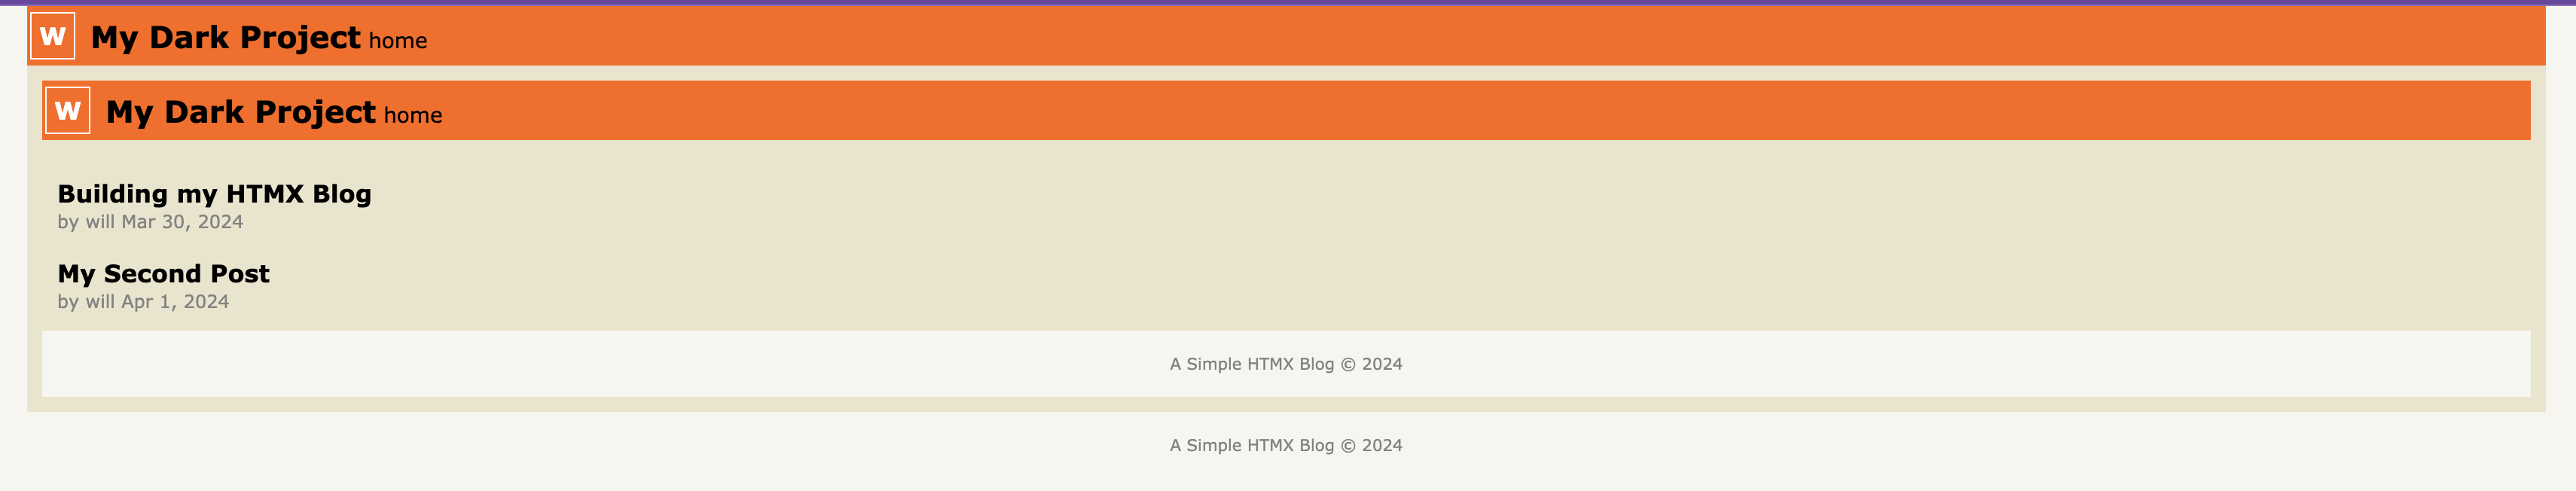 W My Dark Project home
W My Dark Project home
Building my HTMX Blog
by will Mar 30, 2024
My Second Post
by will Apr 1, 2024
A Simple HTMX Blog © 2024
A Simple HTMX Blog © 2024